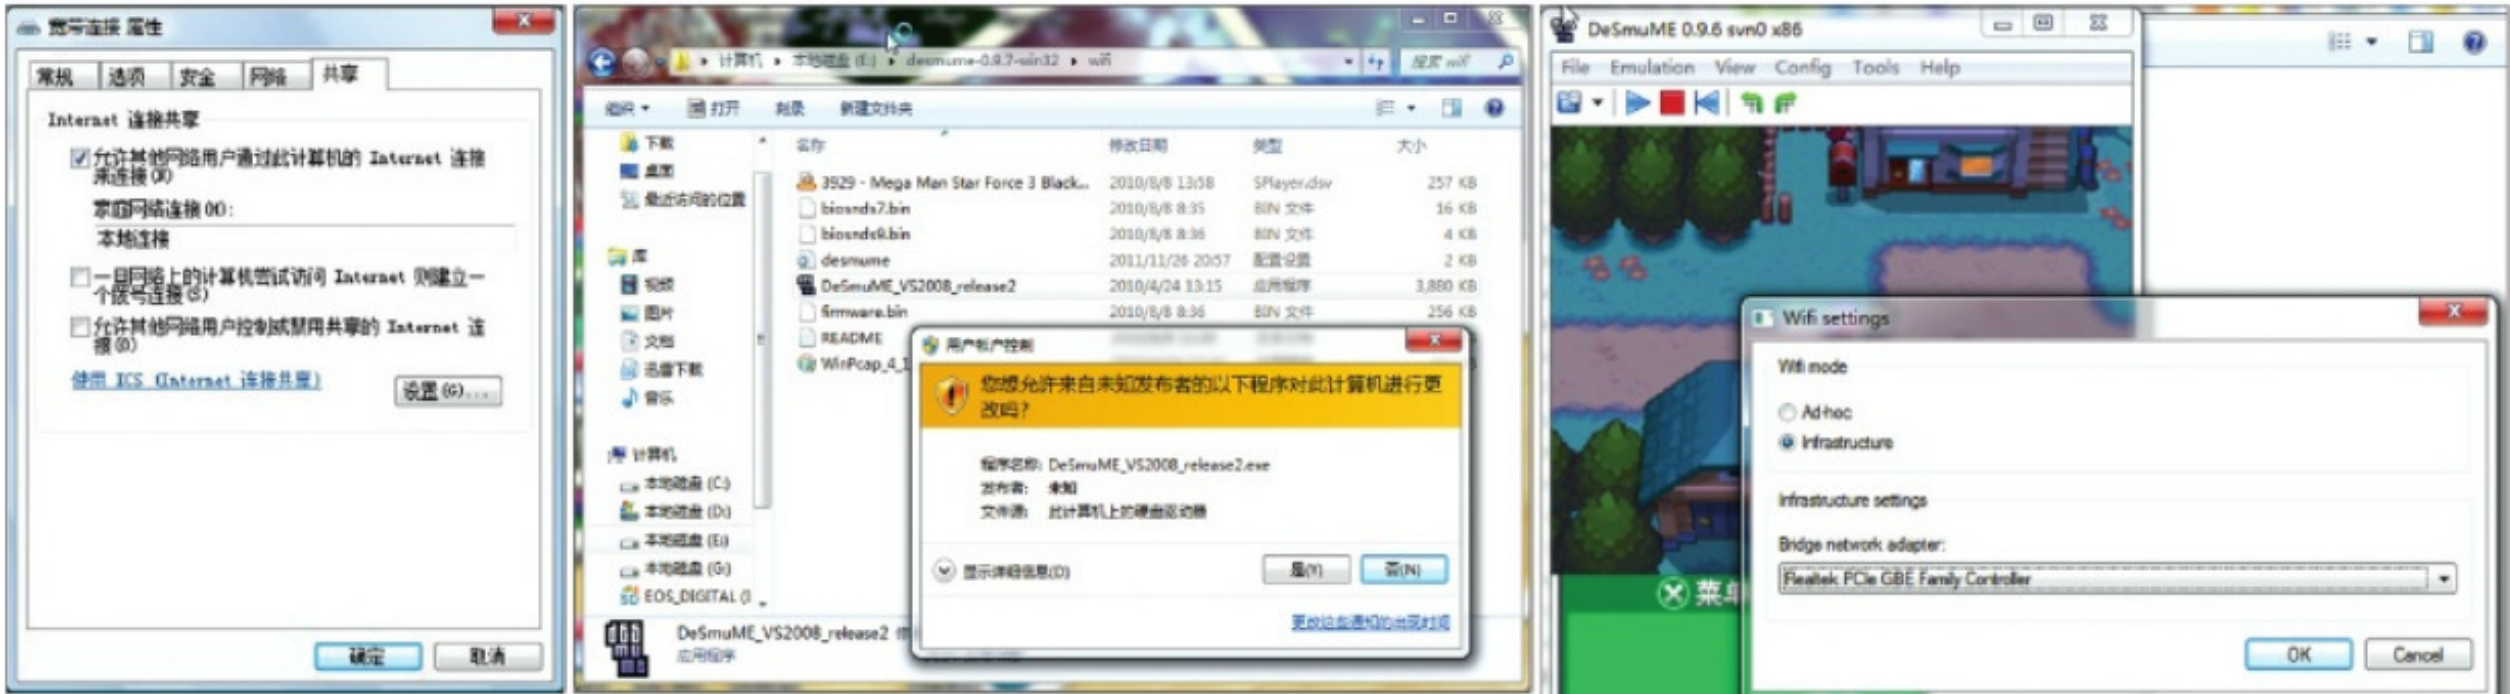 宽带连接 属性
常规 选项 安全 网络 共享
Internet 连接共享
允许其他网络用户通过此计算机的 Internet 连接
来连接(N)
家庭网络连接(H):
本地连接
一旦网络上的计算机尝试访问 Internet 则建立一
个拨号连接(S)
允许其他网络用户控制或禁用共享的 Internet 连
接(O)
使用 ICS (Internet 连接共享)
设置(G)...
确定 取消
计算机 本地磁盘 (E:) desmume-0.9.7-win32 wifi
搜索 wifi
组织 打开 刻录 新建文件夹
下载
桌面
最近访问的位置
库
视频
图片
文档
迅雷下载
音乐
计算机
本地磁盘 (C:)
本地磁盘 (D:)
本地磁盘 (E:)
本地磁盘 (G:)
EOS_DIGITAL (I
名称 修改日期 类型 大小
3929 - Mega Man Star Force 3 Black... 2010/8/8 13:58 SPlayer.dsv 257 KB
biosnds7.bin 2010/8/8 8:35 BIN 文件 16 KB
biosnds9.bin 2010/8/8 8:36 BIN 文件 4 KB
desmume 2011/11/26 20:57 配置设置 2 KB
DeSmuME_VS2008_release2 2010/4/24 13:15 应用程序 3,880 KB
firmware.bin 2010/8/8 8:36 BIN 文件 256 KB
README
WinPcap_4_1
用户帐户控制
您想允许来自未知发布者的以下程序对此计算机进行更
改吗?
程序名称: DeSmuME_VS2008_release2.exe
发布者: 未知
文件源: 此计算机上的硬盘驱动器
显示详细信息(D) 是(Y) 否(N)
更改这些通知的出现时间
DeSmuME_VS2008_release2
应用程序
DeSmuME 0.9.6 svn0 x86
File Emulation View Config Tools Help
菜单
Wifi settings
Wifi mode
Ad-hoc
Infrastructure
Infrastructure settings
Bridge network adapter:
Realtek PCIe GBE Family Controller
OK Cancel